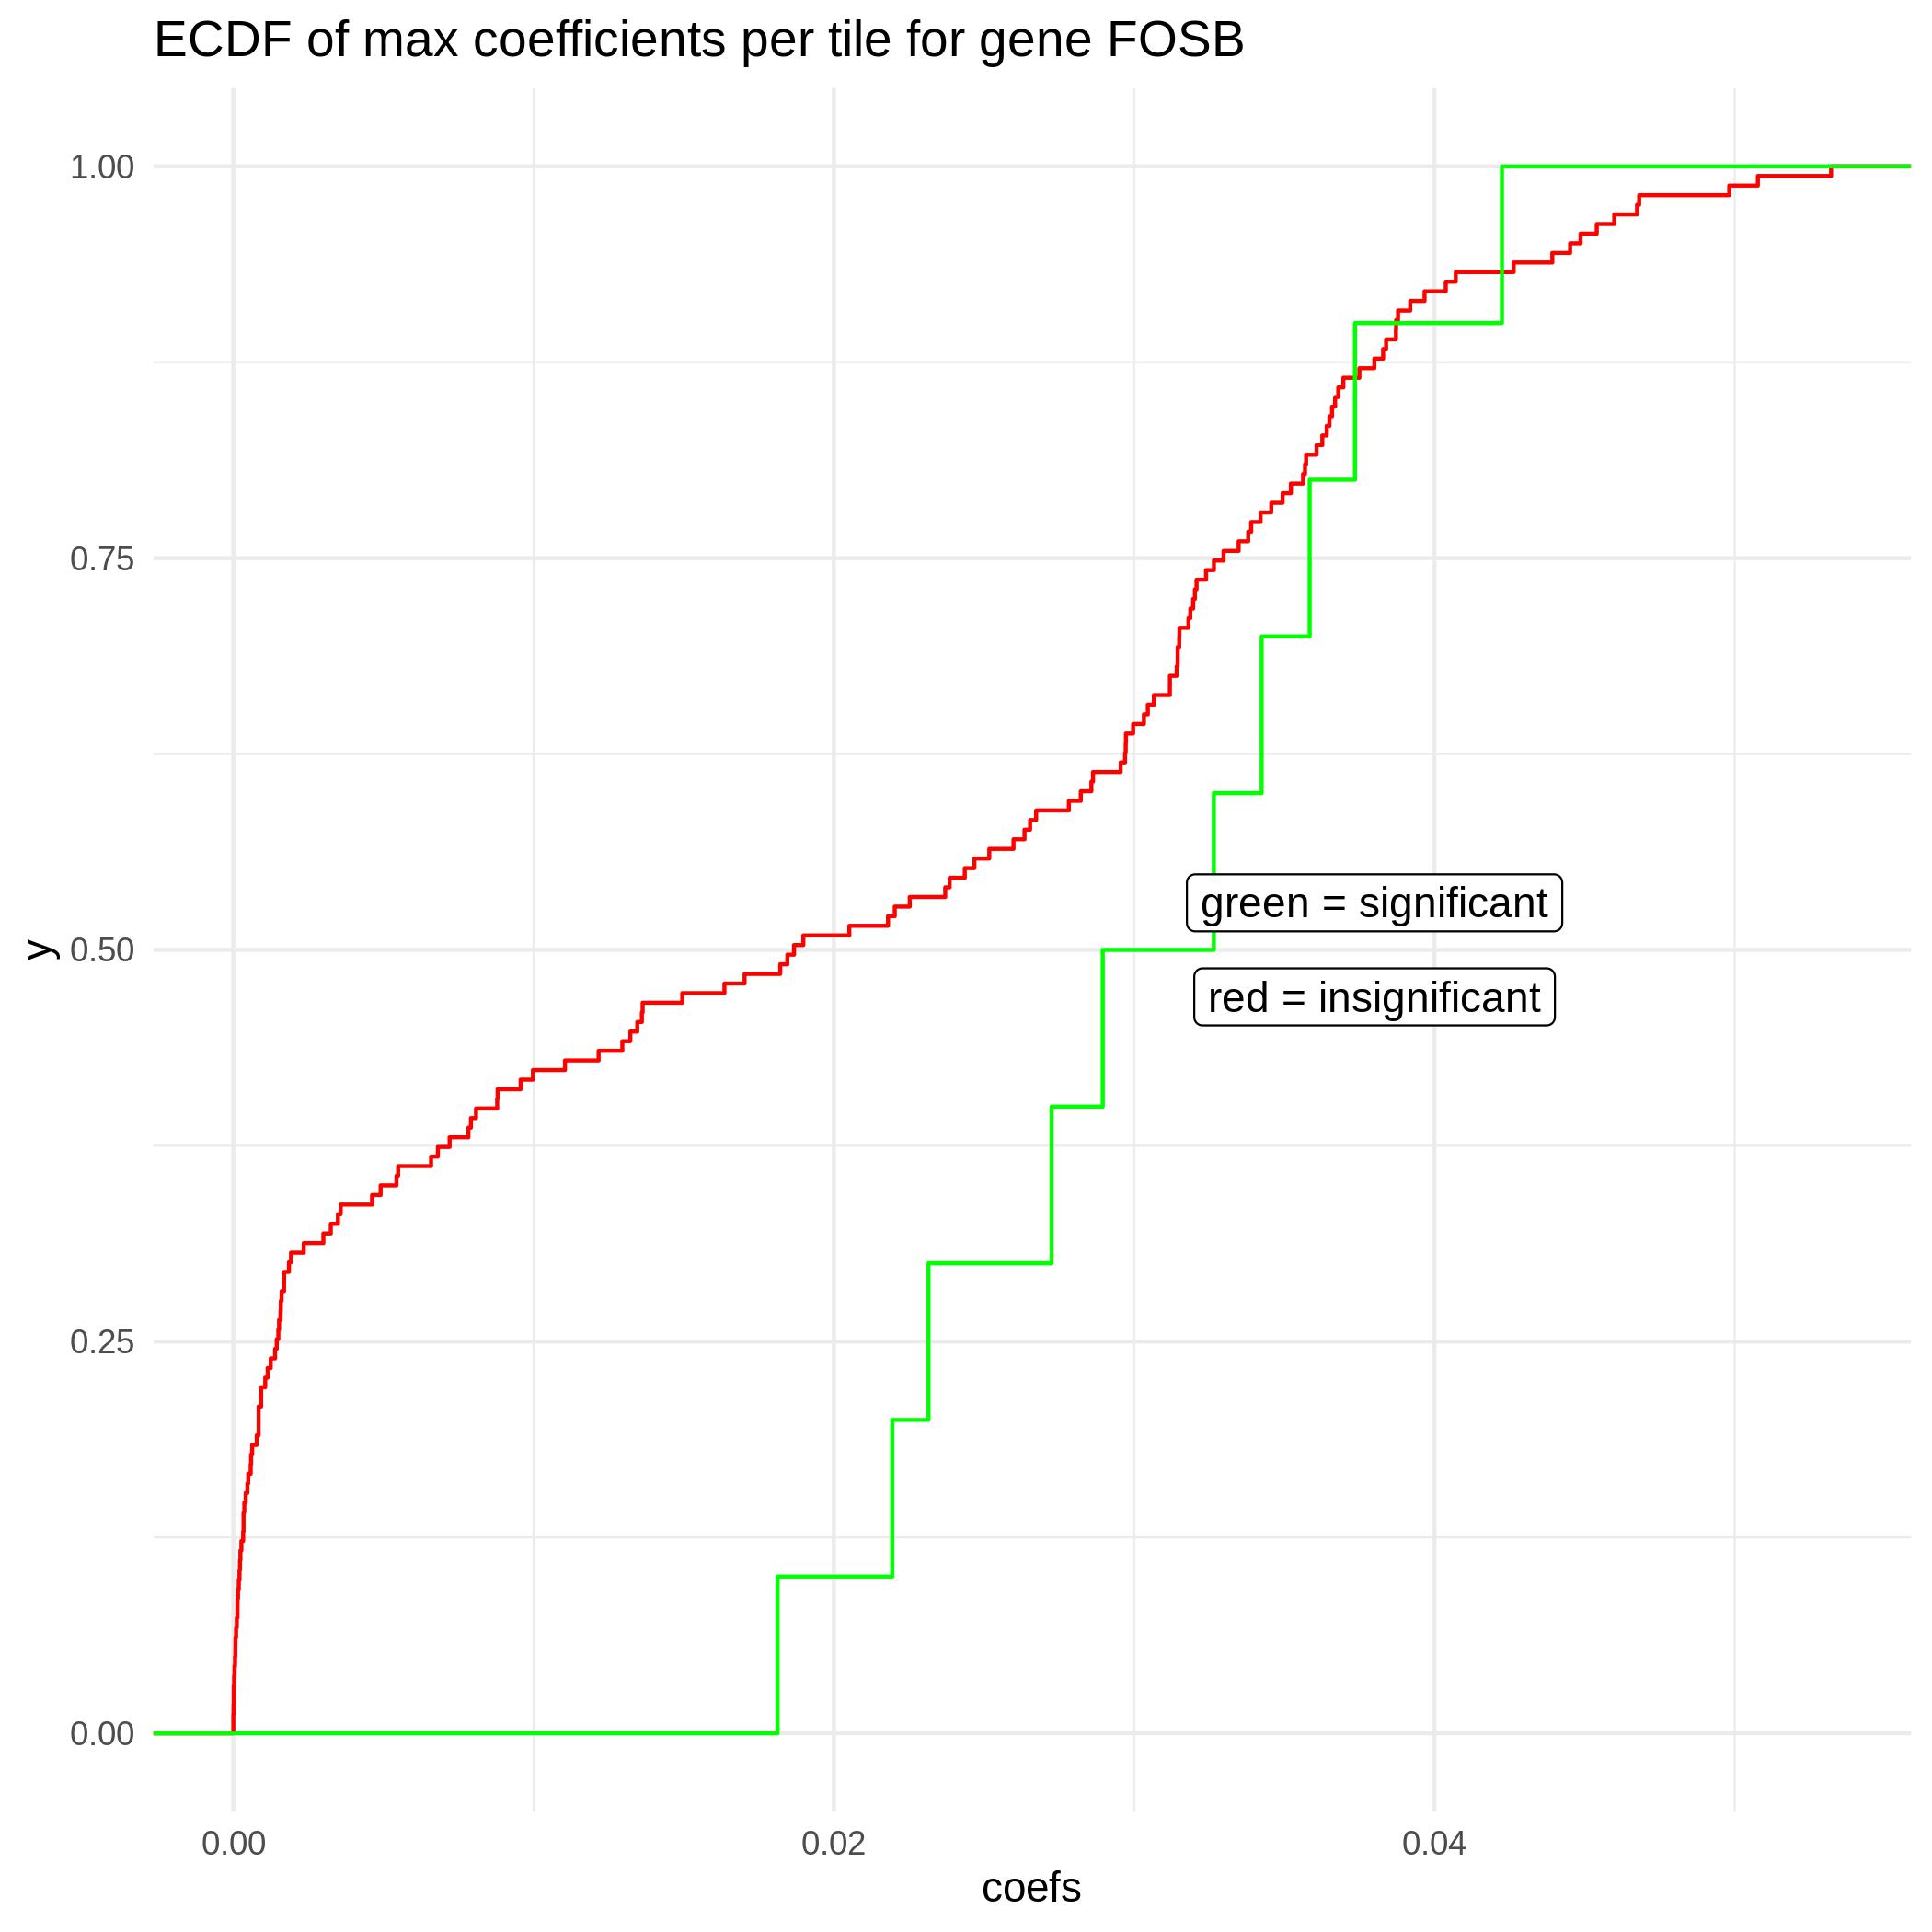 ECDF of max coefficients per tile for gene FOSB
1.00
0.75
y
0.50
0.25
0.00
green = significant
red = insignificant
0.00
0.02
0.04
coefs